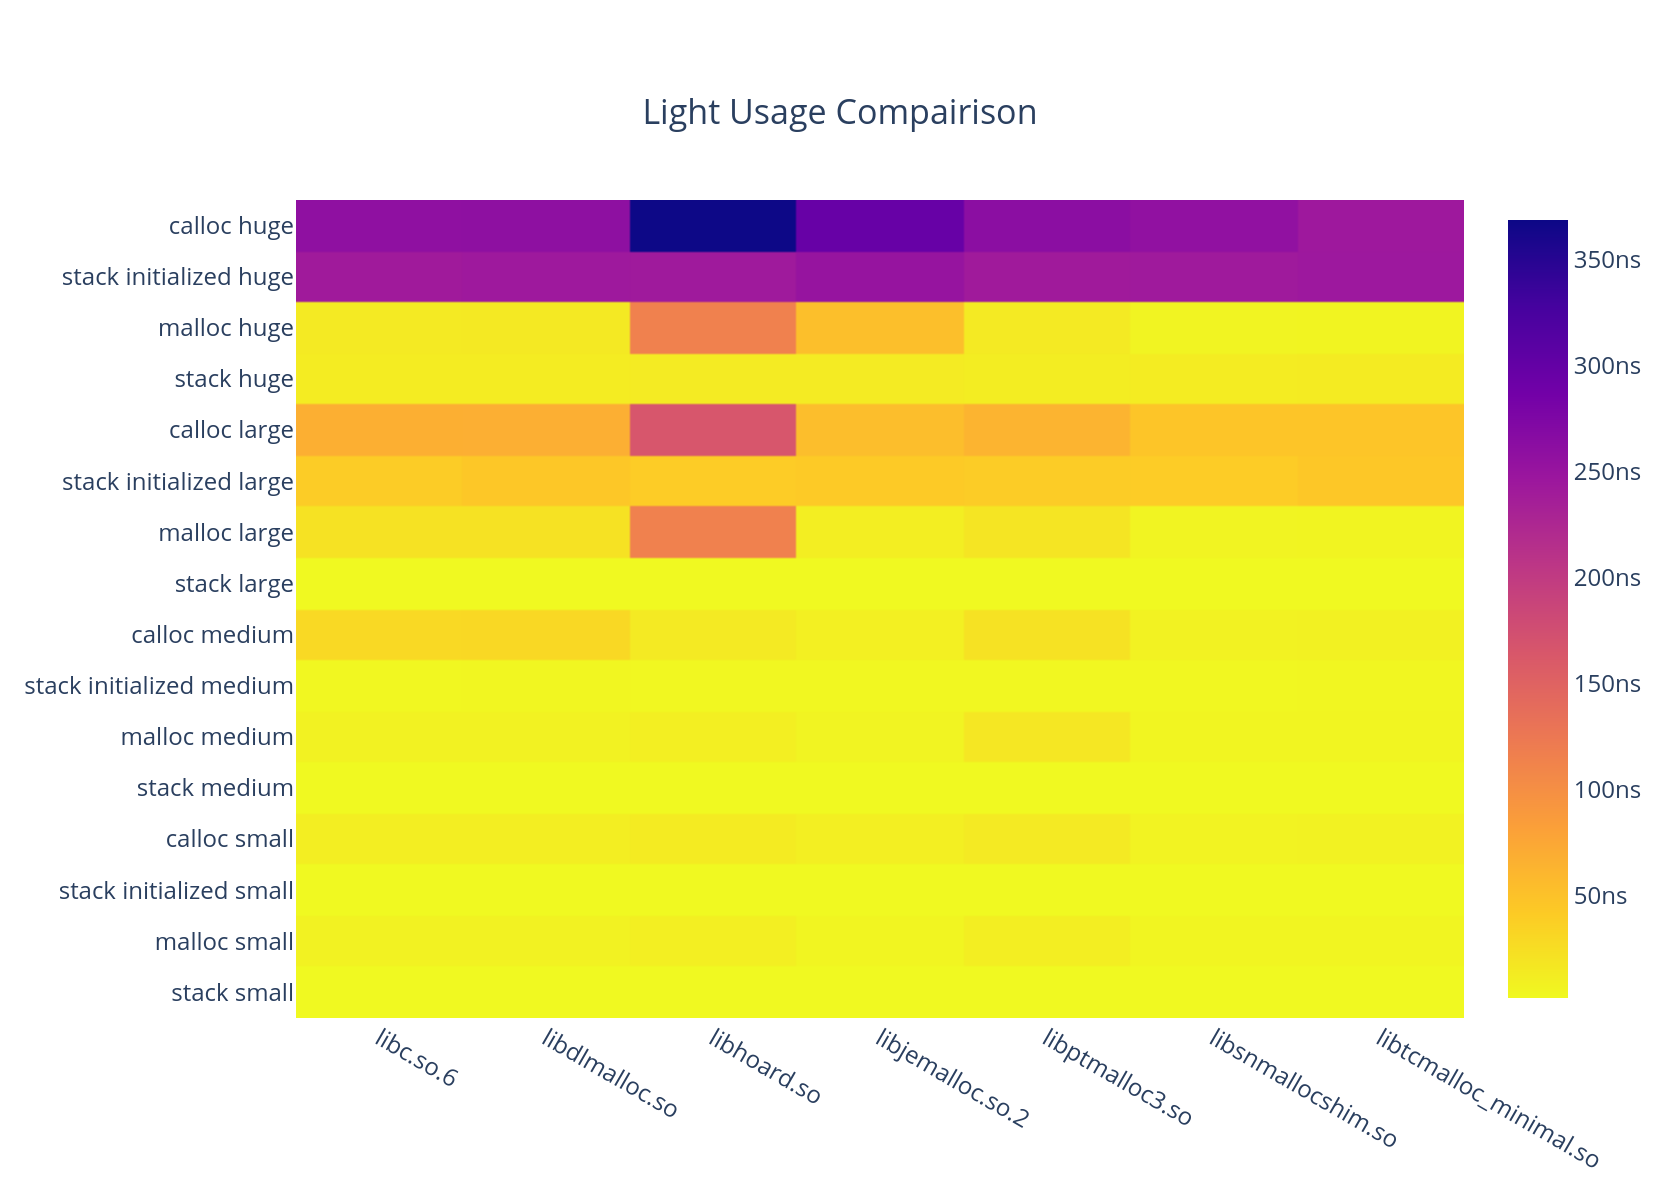 Light Usage Compairison
calloc huge
stack initialized huge
malloc huge
stack huge
calloc large
stack initialized large
malloc large
stack large
calloc medium
stack initialized medium
malloc medium
stack medium
calloc small
stack initialized small
malloc small
stack small
350ns
300ns
250ns
200ns
150ns
100ns
50ns
libc.so.6
libdlmalloc.so
libhoard.so
libjemalloc.so.2
libptmalloc3.so
libsnmallocshim.so
libtcmalloc_minimal.so